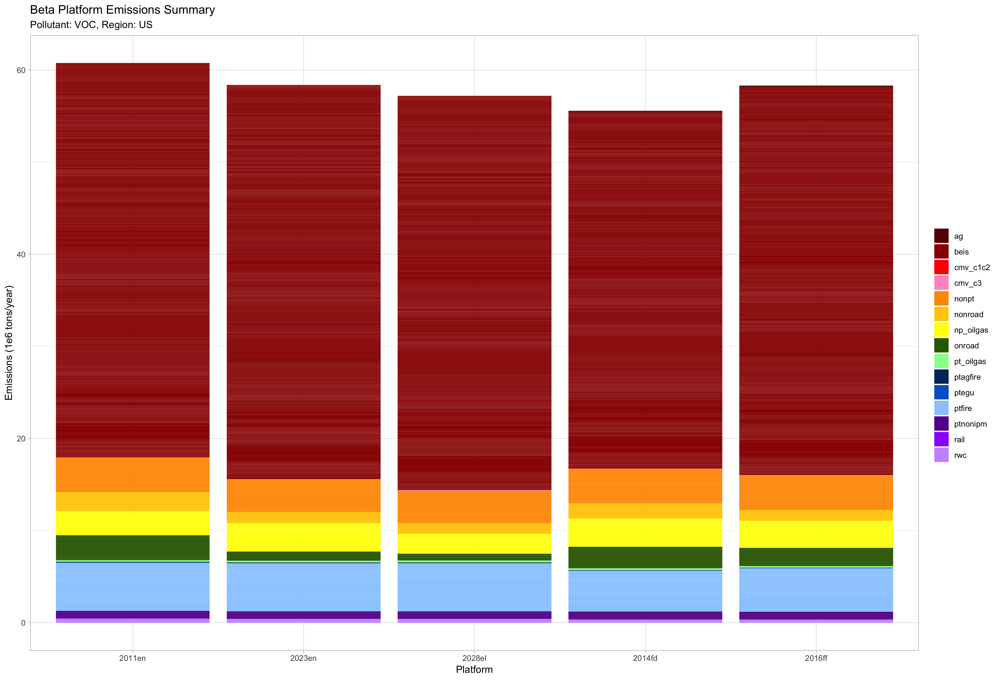 Beta Platform Emissions Summary
Pollutant: VOC, Region: US
60
40
20
0
Emissions (1e6 tons/year)
2011en
2023en
2028el
2014fd
2016ff
Platform
ag
beis
cmv_c1c2
cmv_c3
nonpt
nonroad
np_oilgas
onroad
pt_oilgas
ptagfire
ptegu
ptfire
ptnonipm
rail
rwc